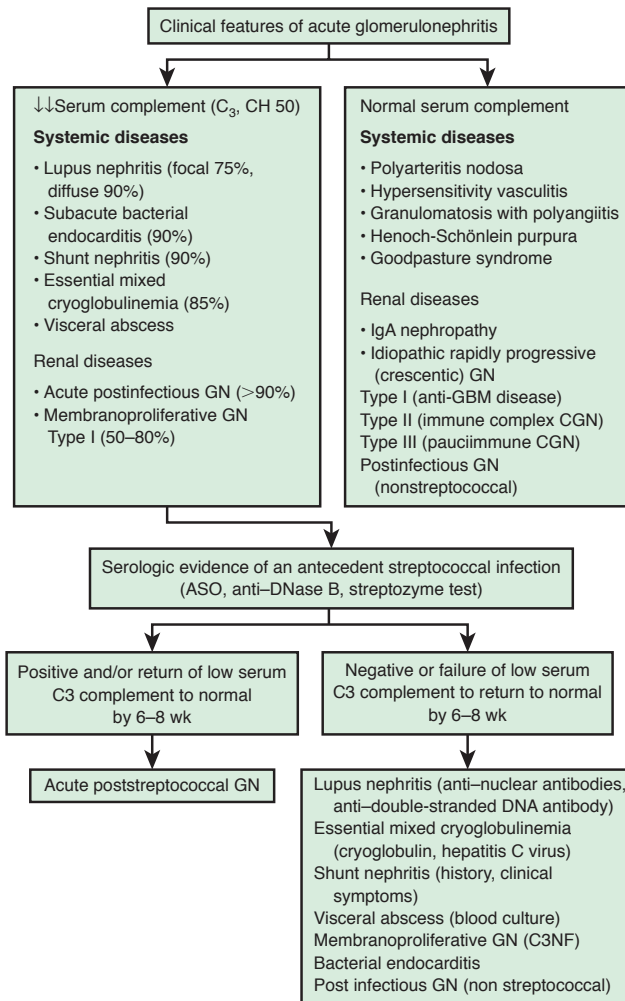 Clinical features of acute glomerulonephritis
↓↓Serum complement (C3, CH 50)
Systemic diseases
• Lupus nephritis (focal 75%,
diffuse 90%)
• Subacute bacterial
endocarditis (90%)
• Shunt nephritis (90%)
• Essential mixed
cryoglobulinemia (85%)
• Visceral abscess
Renal diseases
• Acute postinfectious GN (>90%)
• Membranoproliferative GN
Type I (50–80%)
Normal serum complement
Systemic diseases
• Polyarteritis nodosa
• Hypersensitivity vasculitis
• Granulomatosis with polyangiitis
• Henoch-Schönlein purpura
• Goodpasture syndrome
Renal diseases
• IgA nephropathy
• Idiopathic rapidly progressive
(crescentic) GN
Type I (anti-GBM disease)
Type II (immune complex CGN)
Type III (pauciimmune CGN)
Postinfectious GN
(nonstreptococcal)
Serologic evidence of an antecedent streptococcal infection
(ASO, anti–DNase B, streptozyme test)
Positive and/or return of low serum
C3 complement to normal
by 6–8 wk
Negative or failure of low serum
C3 complement to return to normal
by 6–8 wk
Acute poststreptococcal GN
Lupus nephritis (anti–nuclear antibodies,
anti–double-stranded DNA antibody)
Essential mixed cryoglobulinemia
(cryoglobulin, hepatitis C virus)
Shunt nephritis (history, clinical
symptoms)
Visceral abscess (blood culture)
Membranoproliferative GN (C3NF)
Bacterial endocarditis
Post infectious GN (non streptococcal)